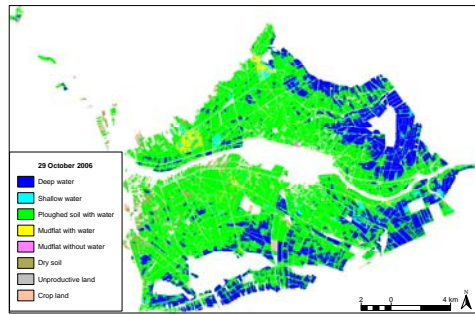 29 October 2006
Deep water
Shallow water
Ploughed soil with water
Mudflat with water
Mudflat without water
Dry soil
Unproductive land
Crop land
2 0 4 km
N